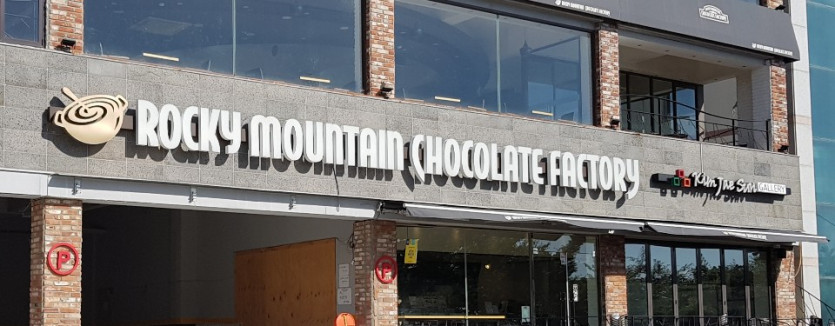 ROCKY MOUNTAIN CHOCOLATE FACTORY
Kim Jae Sun GALLERY
P
P